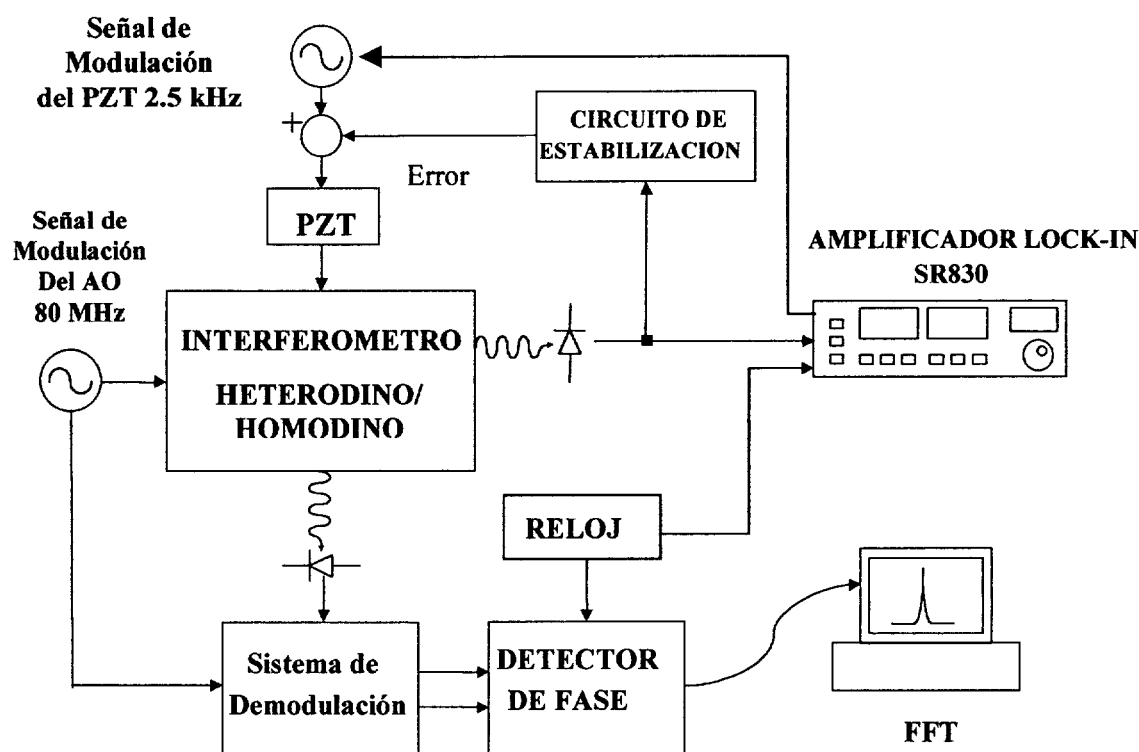 Señal de
Modulación
del PZT 2.5 kHz
+
CIRCUITO DE
ESTABILIZACION
Error
PZT
Señal de
Modulación
Del AO
80 MHz
AMPLIFICADOR LOCK-IN
SR830
INTERFEROMETRO
HETERODINO/
HOMODINO
RELOJ
Sistema de
Demodulación
DETECTOR
DE FASE
FFT